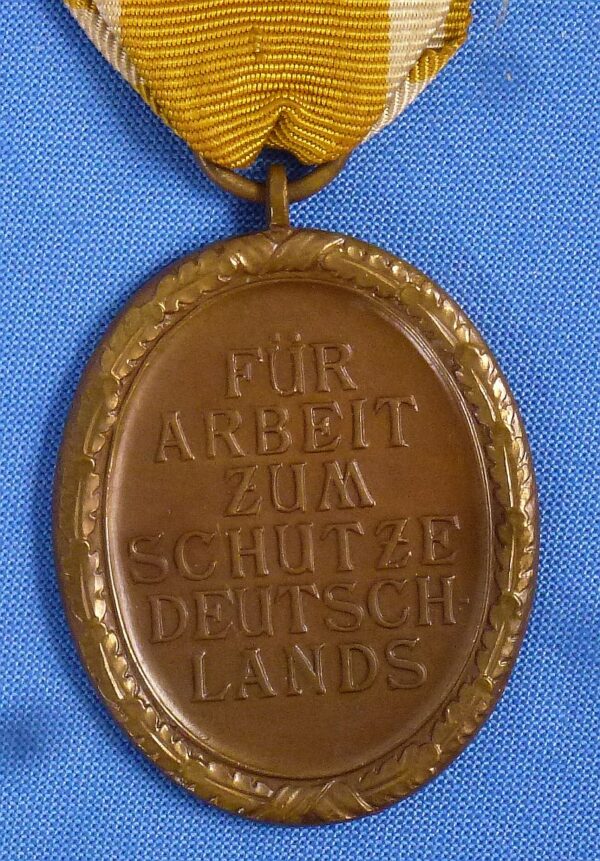 FÜR
ARBEIT
ZUM
SCHUTZE
DEUTSCH-
LANDS